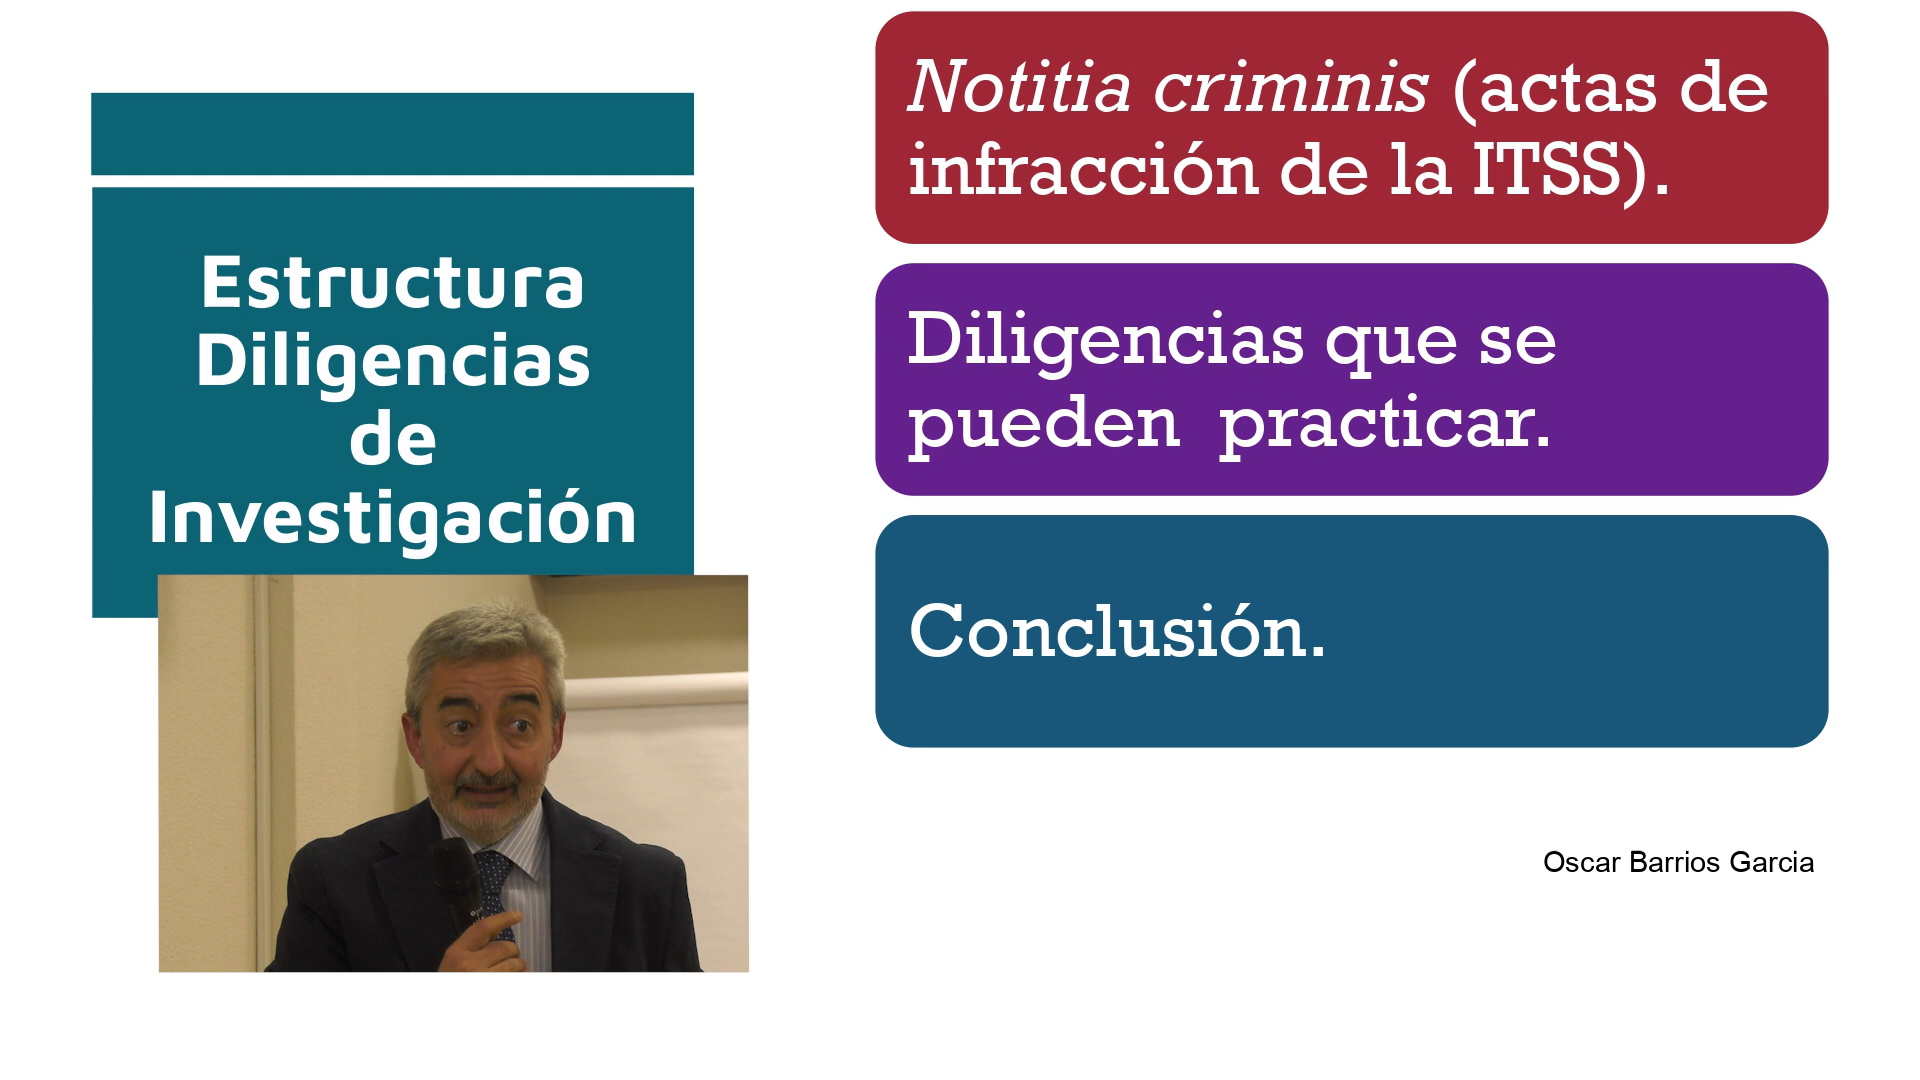 Estructura
Diligencias
de
Investigación
Notitia criminis (actas de
infracción de la ITSS).
Diligencias que se
pueden  practicar.
Conclusión.
Oscar Barrios Garcia